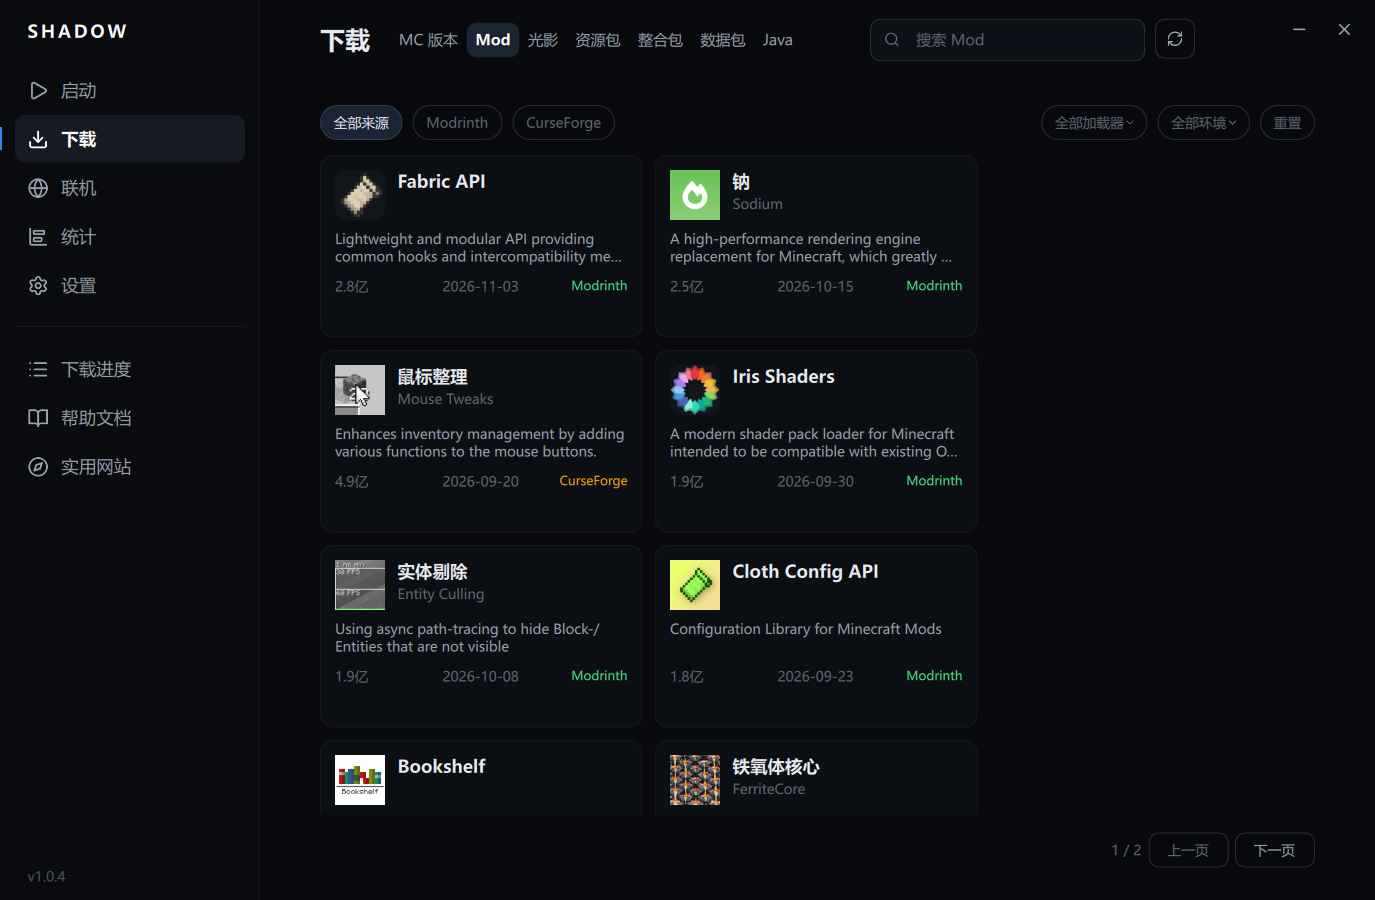 SHADOW
启动
下载
联机
统计
设置
下载进度
帮助文档
实用网站
v1.0.4
下载
MC 版本
Mod
光影
资源包
整合包
数据包
Java
搜索 Mod
全部来源
Modrinth
CurseForge
全部加载器
全部环境
重置
Fabric API
Lightweight and modular API providing
common hooks and intercompatibility me...
2.8亿
2026-11-03
Modrinth
钠
Sodium
A high-performance rendering engine
replacement for Minecraft, which greatly ...
2.5亿
2026-10-15
Modrinth
鼠标整理
Mouse Tweaks
Enhances inventory management by adding
various functions to the mouse buttons.
4.9亿
2026-09-20
CurseForge
Iris Shaders
A modern shader pack loader for Minecraft
intended to be compatible with existing O...
1.9亿
2026-09-30
Modrinth
30 FPS
60 FPS
实体剔除
Entity Culling
Using async path-tracing to hide Block-/
Entities that are not visible
1.9亿
2026-10-08
Modrinth
Cloth Config API
Configuration Library for Minecraft Mods
1.8亿
2026-09-23
Modrinth
Bookshelf
Bookshelf
铁氧体核心
FerriteCore
1 / 2
上一页
下一页